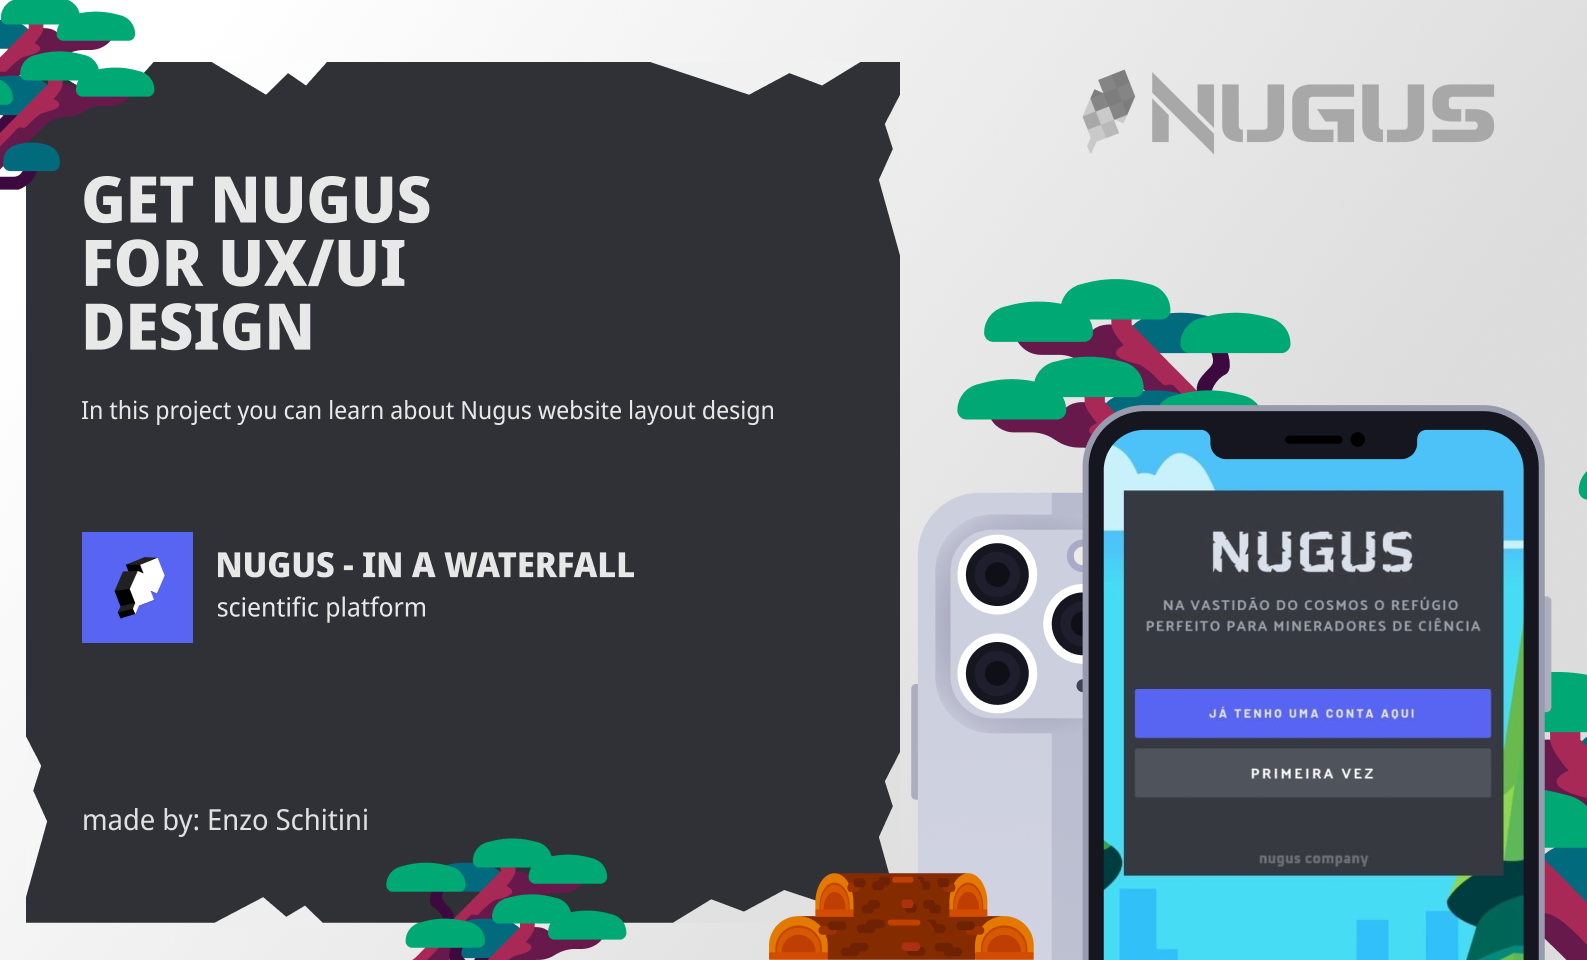 NUGUS
GET NUGUS
FOR UX/UI
DESIGN
In this project you can learn about Nugus website layout design
NUGUS - IN A WATERFALL
scientific platform
made by: Enzo Schitini
NUGUS
NA VASTIDÃO DO COSMOS O REFÚGIO
PERFEITO PARA MINERADORES DE CIÊNCIA
JÁ TENHO UMA CONTA AQUI
PRIMEIRA VEZ
nugus company